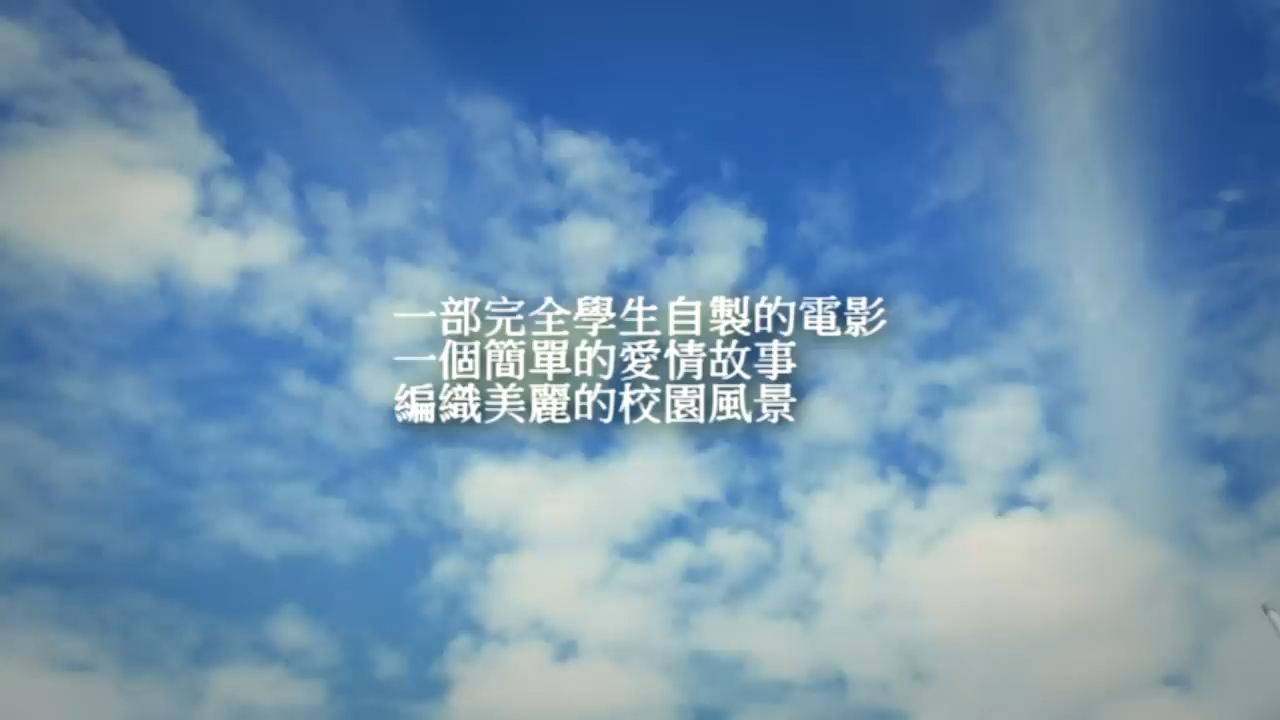 一部完全學生自製的電影
一個簡單的愛情故事
編織美麗的校園風景